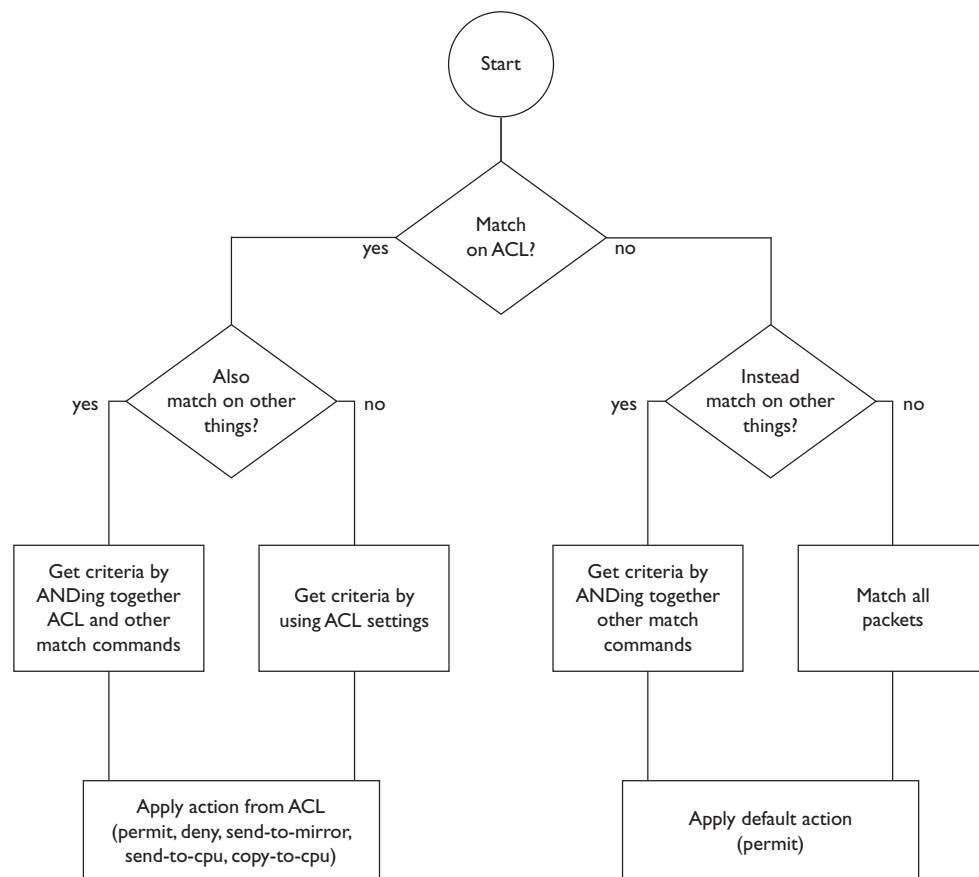 Start
Match
on ACL?
yes
no
Also
match on other
things?
yes
no
Instead
match on other
things?
yes
no
Get criteria by
ANDing together
ACL and other
match commands
Get criteria by
using ACL settings
Get criteria by
ANDing together
other match
commands
Match all
packets
Apply action from ACL
(permit, deny, send-to-mirror,
send-to-cpu, copy-to-cpu)
Apply default action
(permit)